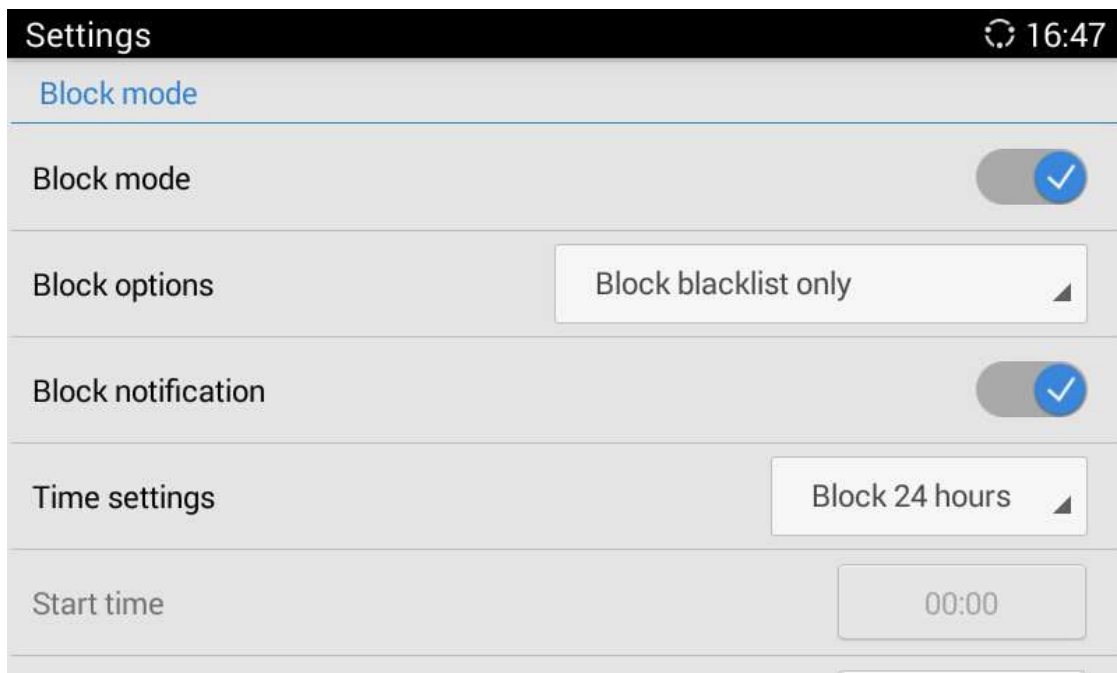 Settings 16:47
Block mode
Block mode
Block options Block blacklist only
Block notification
Time settings Block 24 hours
Start time 00:00